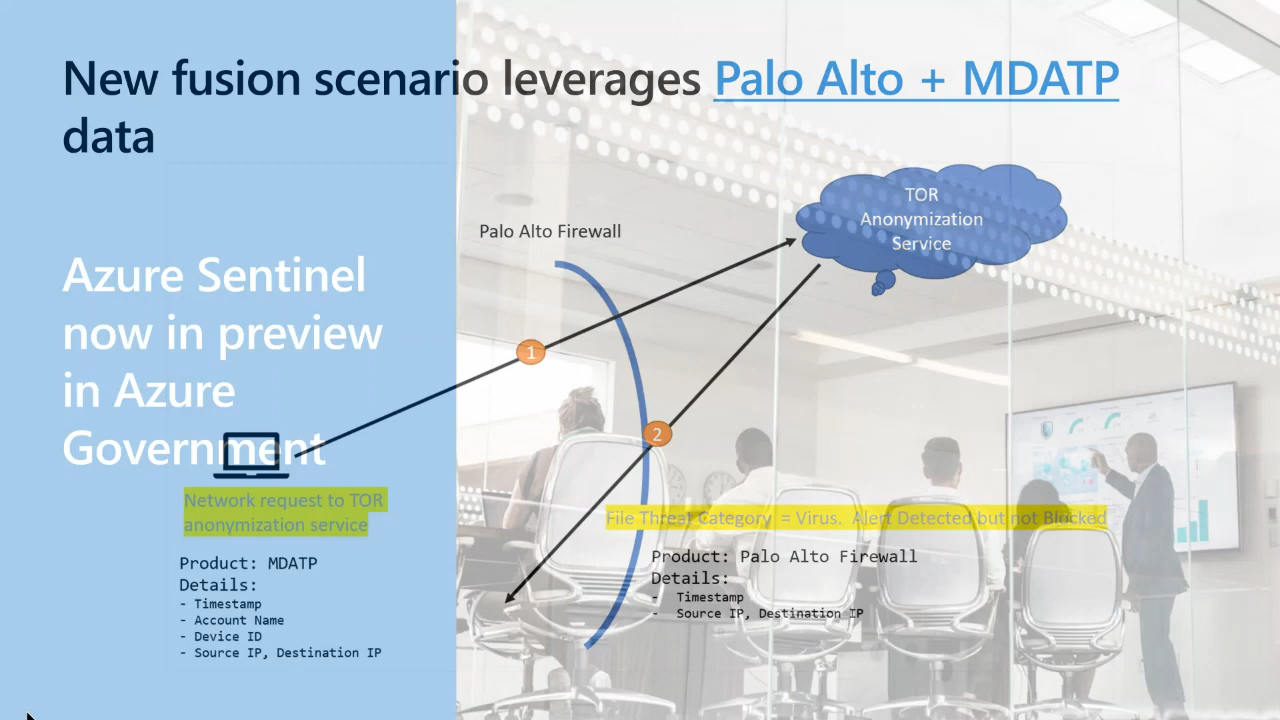 New fusion scenario leverages Palo Alto + MDATP
data
TOR
Anonymization
Service
Palo Alto Firewall
Azure Sentinel
now in preview
in Azure
Government
1
2
Network request to TOR
anonymization service
File Threat Category = Virus. Alert Detected but not Blocked
Product: MDATP
Details:
- Timestamp
- Account Name
- Device ID
- Source IP, Destination IP
Product: Palo Alto Firewall
Details:
- Timestamp
- Source IP, Destination IP